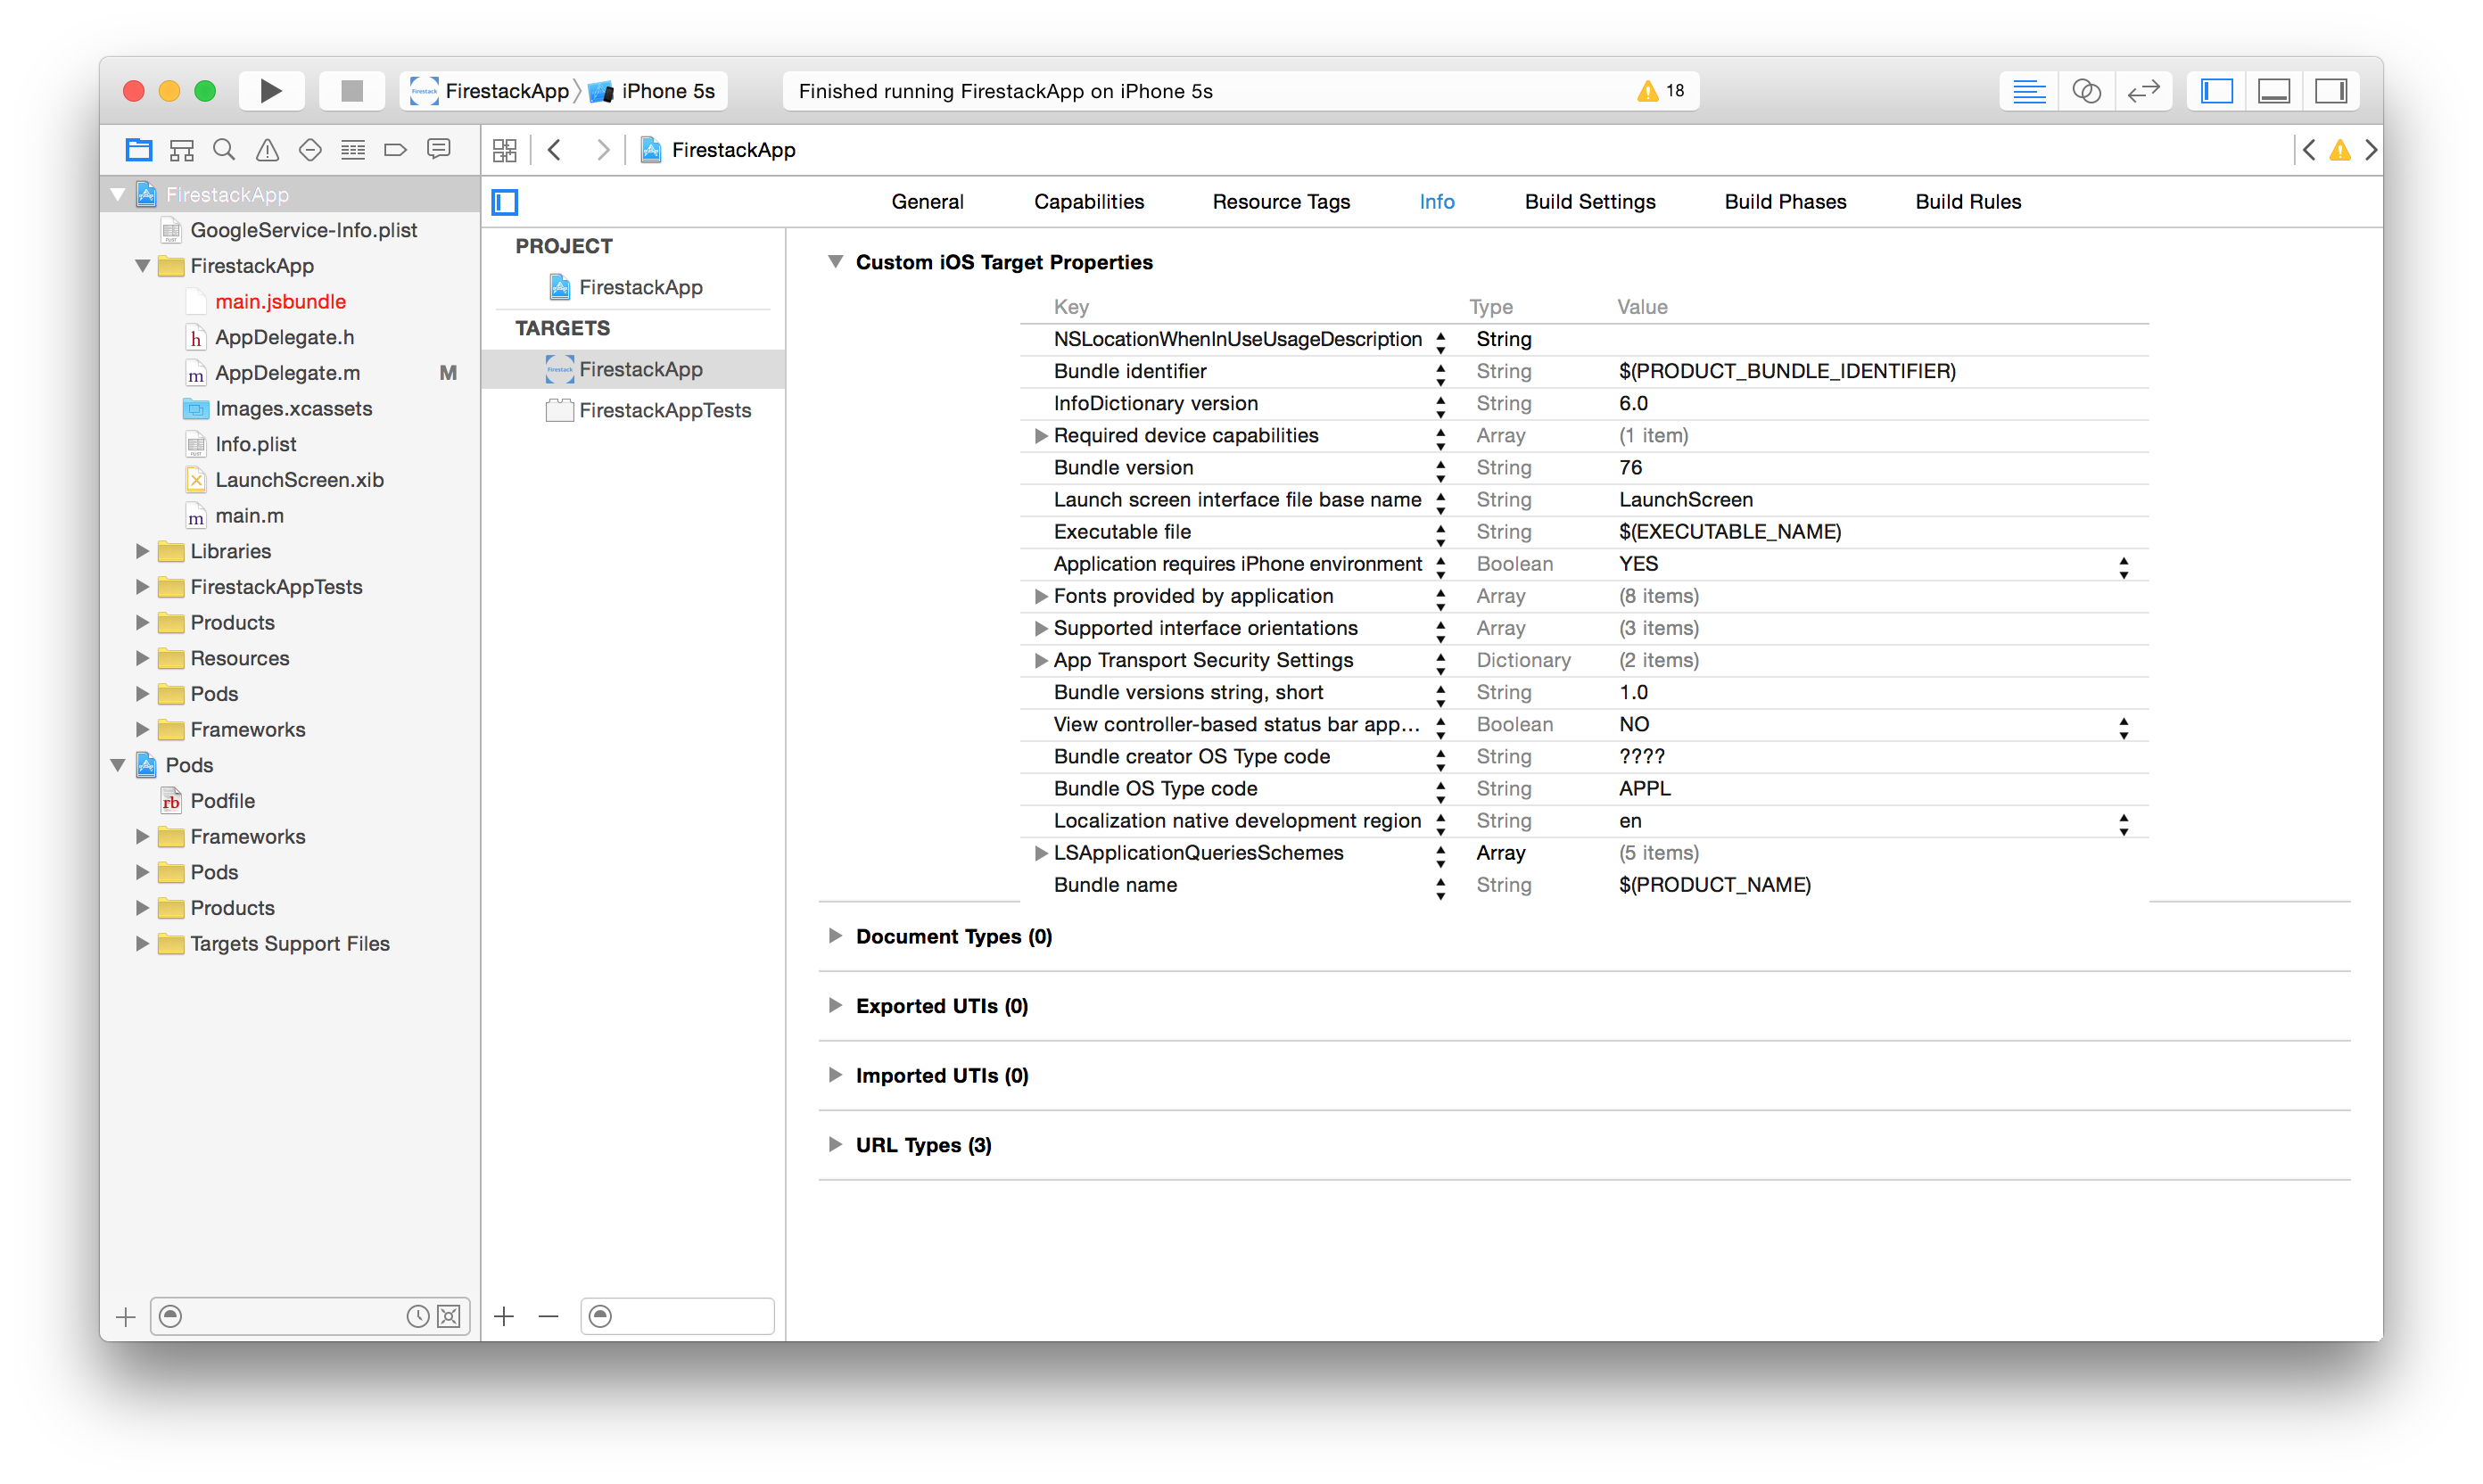 FirestackApp iPhone 5s
Finished running FirestackApp on iPhone 5s
18
FirestackApp
General Capabilities Resource Tags Info Build Settings Build Phases Build Rules
FirestackApp
GoogleService-Info.plist
FirestackApp
main.jsbundle
AppDelegate.h
AppDelegate.m M
Images.xcassets
Info.plist
LaunchScreen.xib
main.m
Libraries
FirestackAppTests
Products
Resources
Pods
Frameworks
Pods
Podfile
Frameworks
Pods
Products
Targets Support Files
PROJECT
FirestackApp
TARGETS
FirestackApp
FirestackAppTests
Custom iOS Target Properties
Key Type Value
NSLocationWhenInUseUsageDescription String
Bundle identifier String $(PRODUCT_BUNDLE_IDENTIFIER)
InfoDictionary version String 6.0
Required device capabilities Array (1 item)
Bundle version String 76
Launch screen interface file base name String LaunchScreen
Executable file String $(EXECUTABLE_NAME)
Application requires iPhone environment Boolean YES
Fonts provided by application Array (8 items)
Supported interface orientations Array (3 items)
App Transport Security Settings Dictionary (2 items)
Bundle versions string, short String 1.0
View controller-based status bar app... Boolean NO
Bundle creator OS Type code String ????
Bundle OS Type code String APPL
Localization native development region String en
LSApplicationQueriesSchemes Array (5 items)
Bundle name String $(PRODUCT_NAME)
Document Types (0)
Exported UTIs (0)
Imported UTIs (0)
URL Types (3)